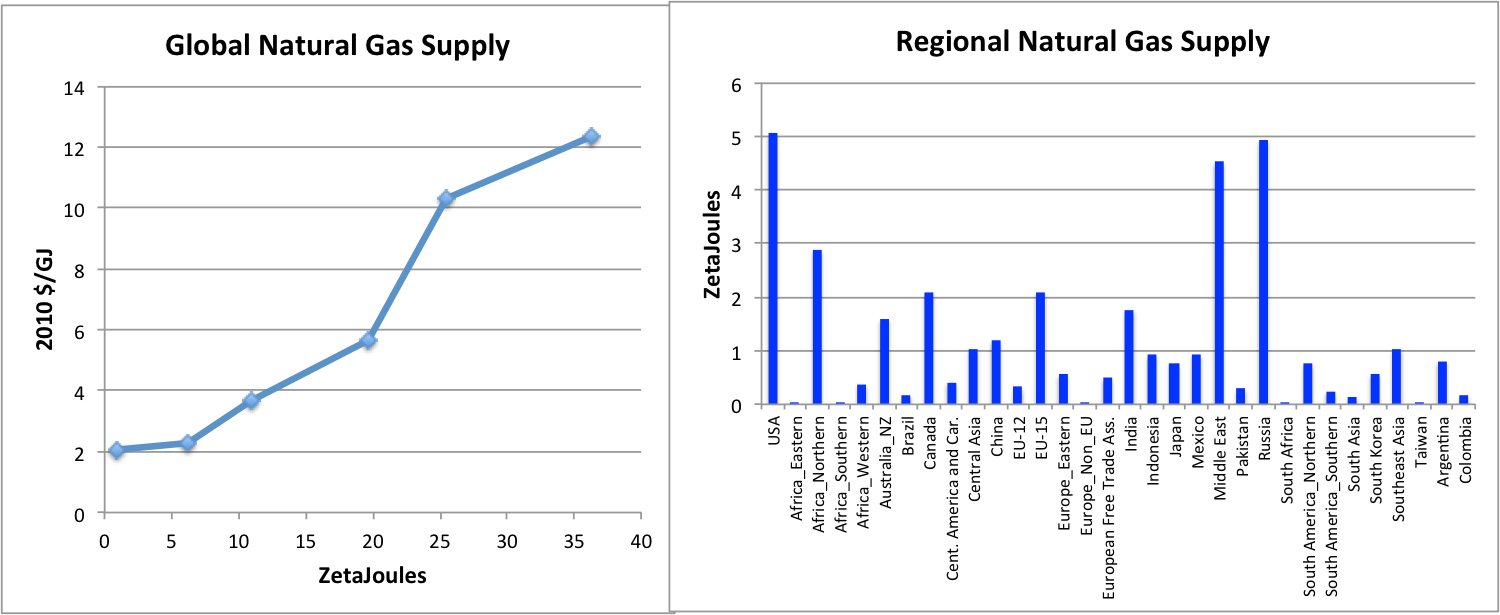 Global Natural Gas Supply
14
12
10
8
6
4
2
0
2010 $/GJ
0 5 10 15 20 25 30 35 40
ZetaJoules
Regional Natural Gas Supply
6
5
4
3
2
1
0
ZetaJoules
USA
Africa_Eastern
Africa_Northern
Africa_Southern
Africa_Western
Australia_NZ
Brazil
Canada
Cent. America and Car.
Central Asia
China
EU-12
EU-15
Europe_Eastern
Europe_Non_EU
European Free Trade Ass.
India
Indonesia
Japan
Mexico
Middle East
Pakistan
Russia
South Africa
South America_Northern
South America_Southern
South Asia
South Korea
Southeast Asia
Taiwan
Argentina
Colombia